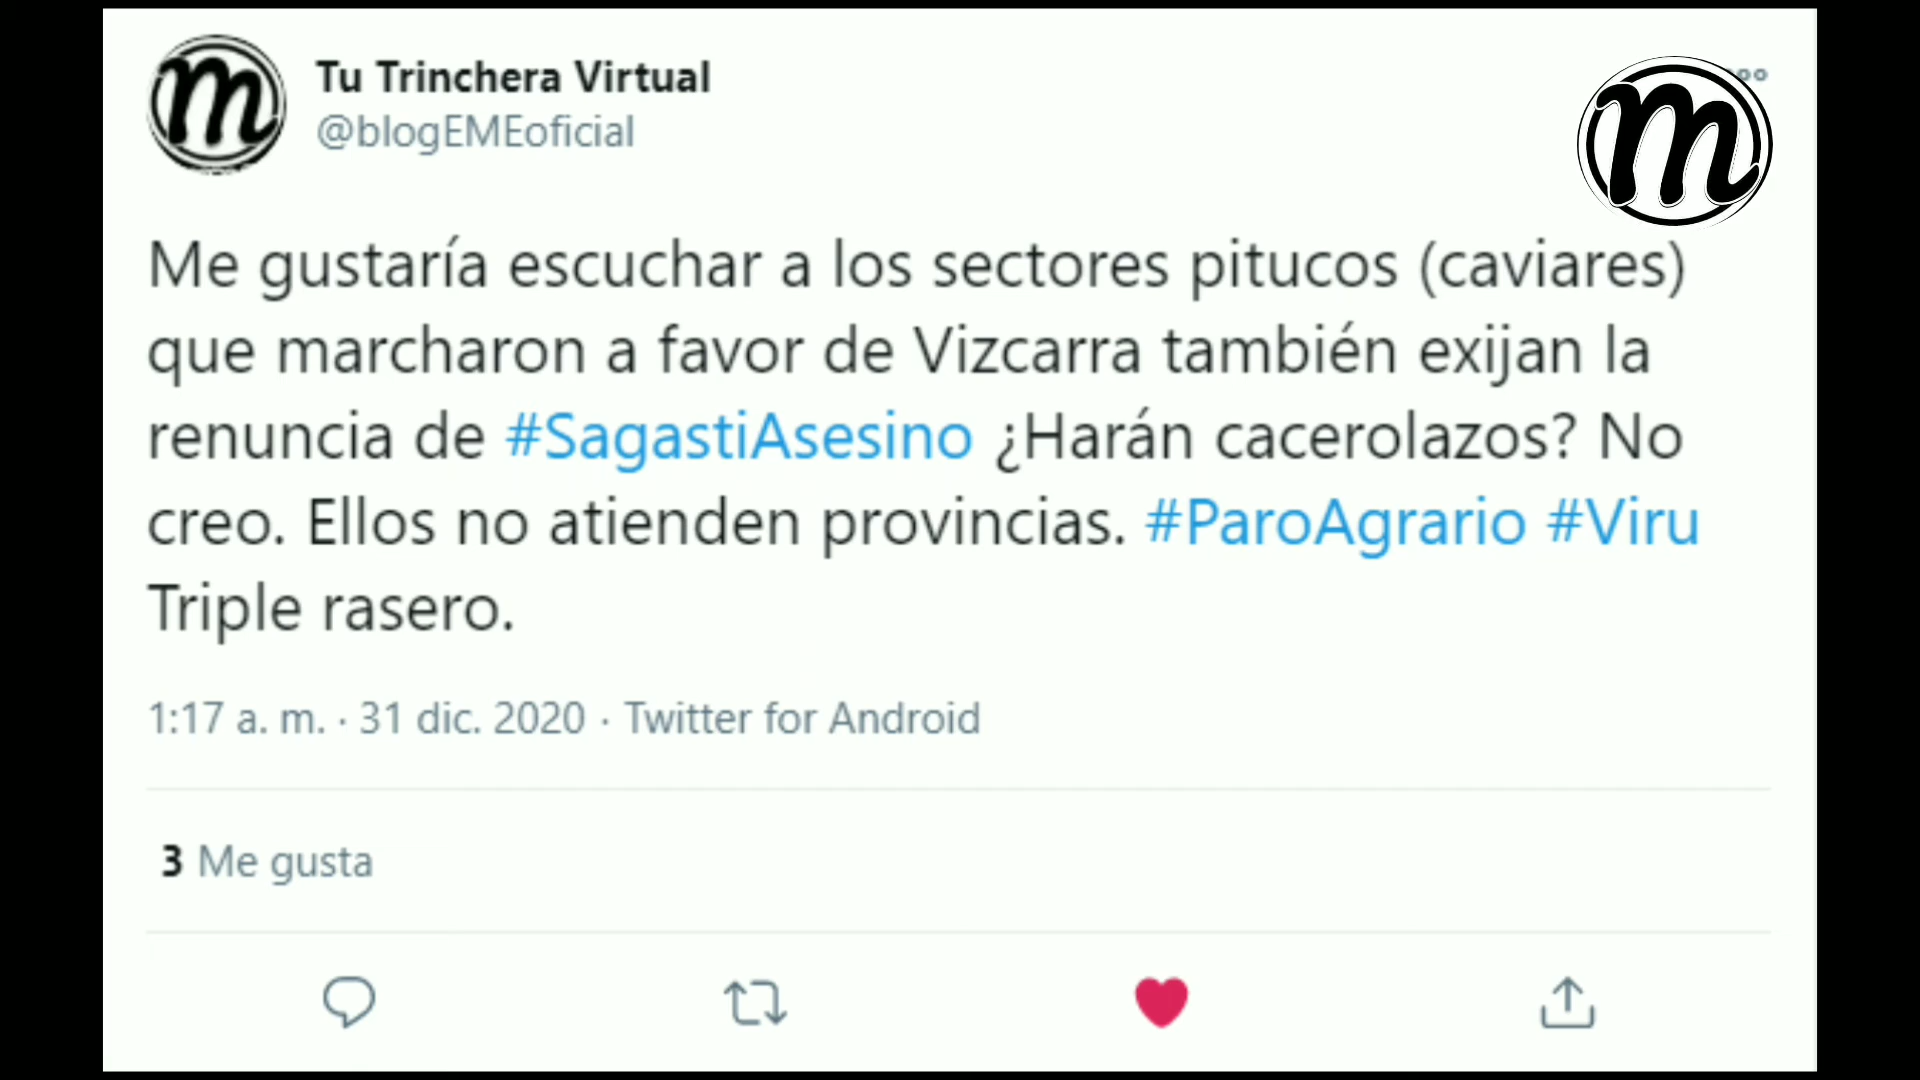 Tu Trinchera Virtual
@blogEMEoficial
m
m
Me gustaría escuchar a los sectores pitucos (caviares)
que marcharon a favor de Vizcarra también exijan la
renuncia de #SagastiAsesino ¿Harán cacerolazos? No
creo. Ellos no atienden provincias. #ParoAgrario #Viru
Triple rasero.
1:17 a. m. · 31 dic. 2020 · Twitter for Android
3 Me gusta